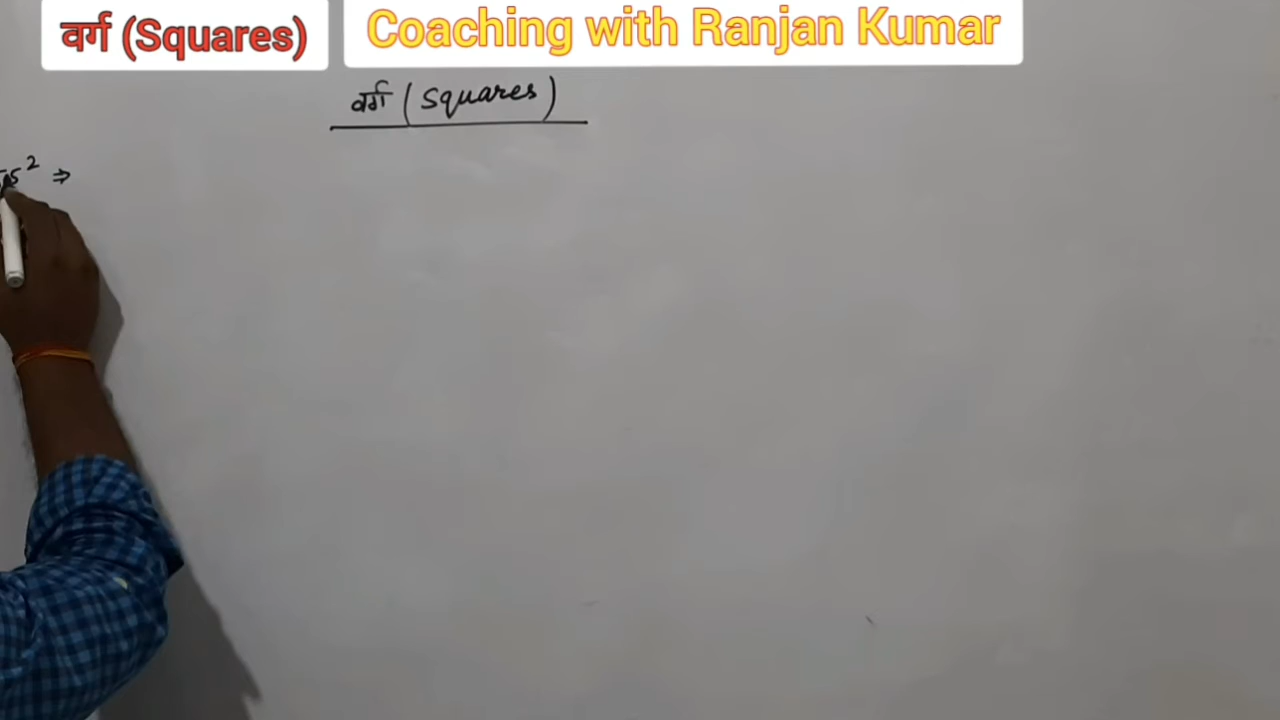 वर्ग (Squares)
Coaching with Ranjan Kumar
वर्ग (Squares)
⇒